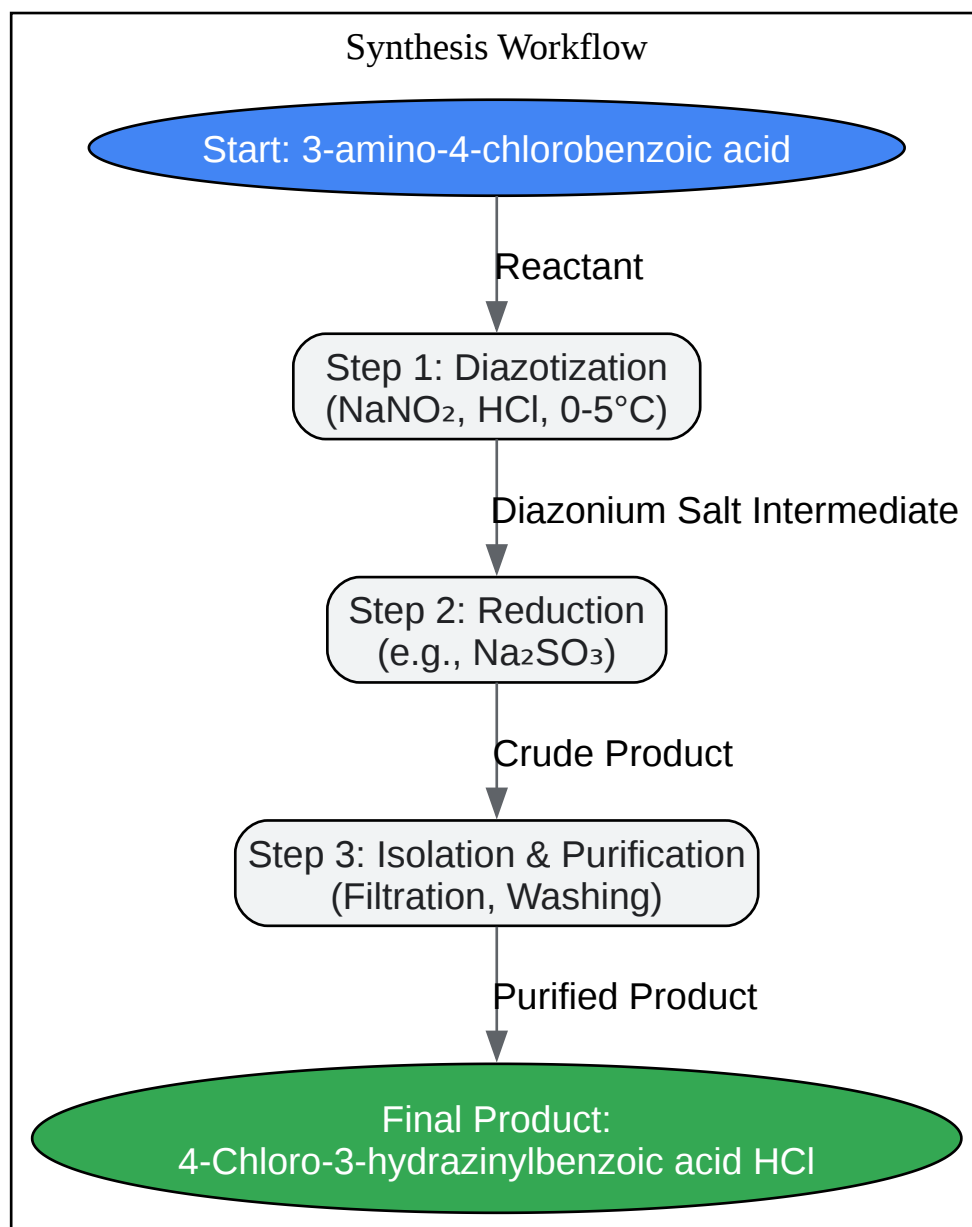 Synthesis Workflow
Start: 3-amino-4-chlorobenzoic acid
Reactant
Step 1: Diazotization
(NaNO₂, HCl, 0-5°C)
Diazonium Salt Intermediate
Step 2: Reduction
(e.g., Na₂SO₃)
Crude Product
Step 3: Isolation & Purification
(Filtration, Washing)
Purified Product
Final Product:
4-Chloro-3-hydrazinylbenzoic acid HCl